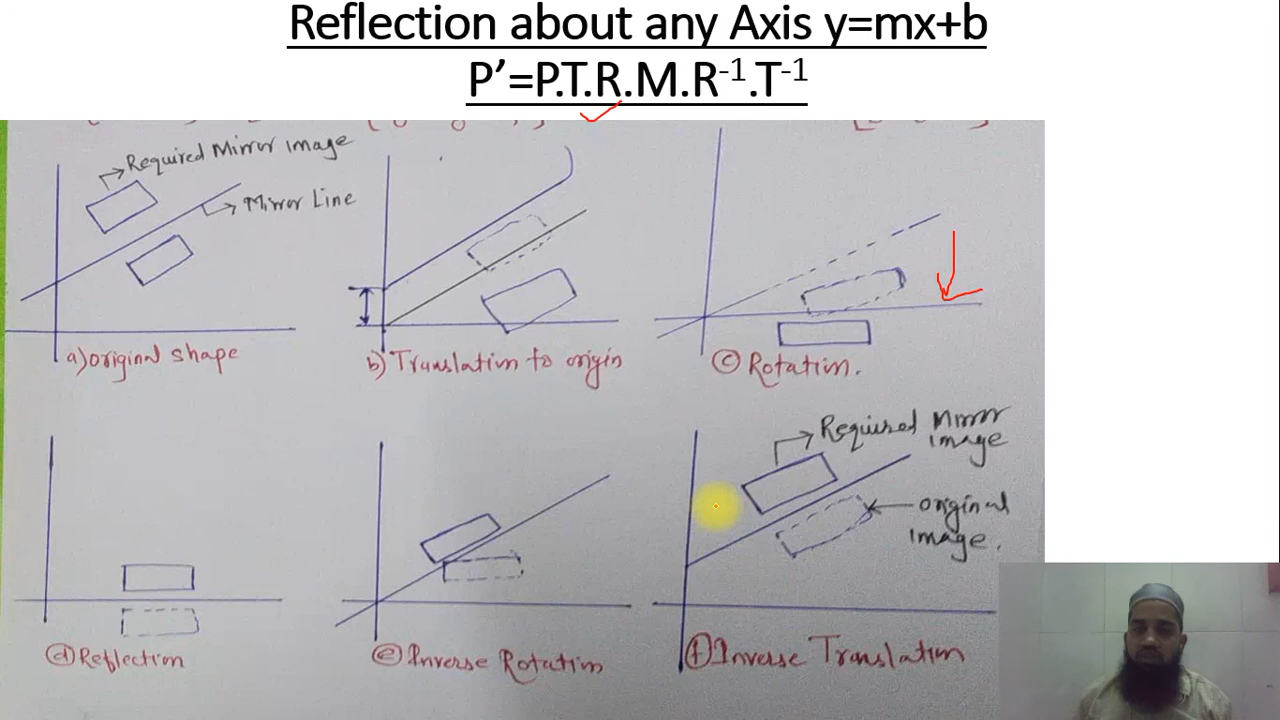 Reflection about any Axis y=mx+b
P’=P.T.R.M.R-1.T-1
Required Mirror Image
Mirror Line
a) original shape
b) Translation to origin
c) Rotation.
Required Mirror
image
original
image.
d) Reflection
e) Inverse Rotation
f) Inverse Translation